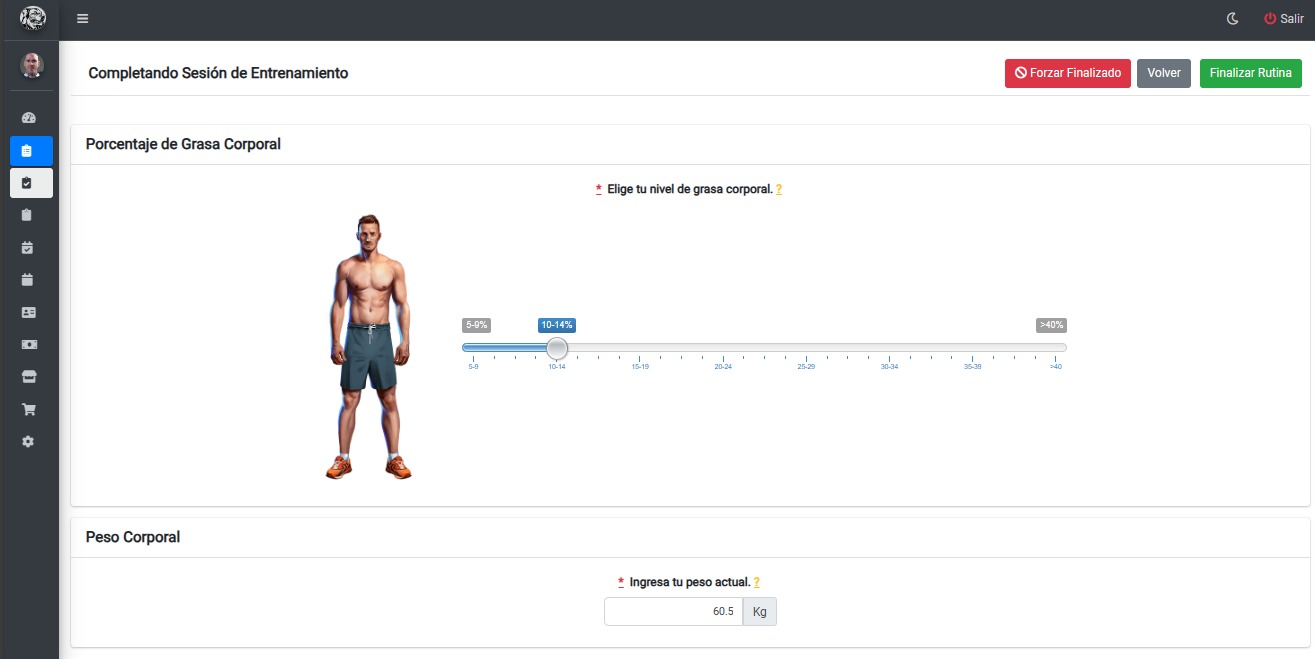 Salir
Completando Sesión de Entrenamiento
Forzar Finalizado
Volver
Finalizar Rutina
Porcentaje de Grasa Corporal
* Elige tu nivel de grasa corporal. ?
5-9% 10-14% >40%
5-9 10-14 15-19 20-24 25-29 30-34 35-39 >40
Peso Corporal
* Ingresa tu peso actual. ?
60.5 Kg